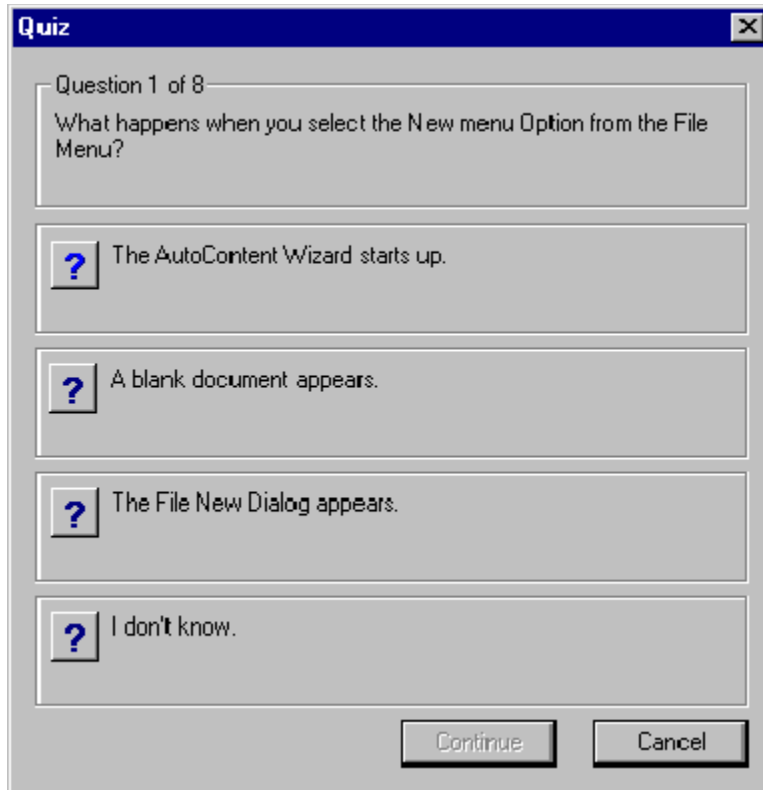 Quiz
Question 1 of 8
What happens when you select the New menu Option from the File
Menu?
? The AutoContent Wizard starts up.
? A blank document appears.
? The File New Dialog appears.
? I don't know.
Continue Cancel